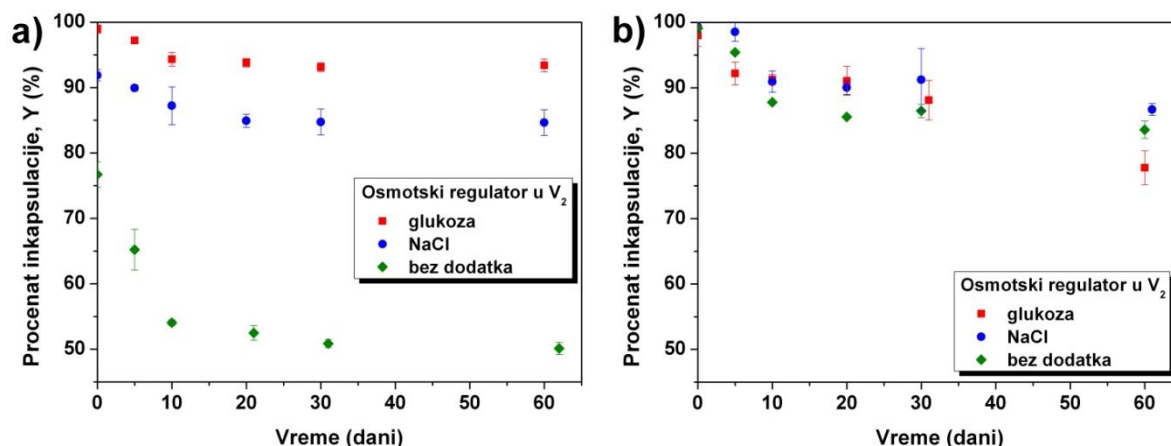 a)
Procenat inkapsulacije, Y (%)
100
90
80
70
60
50
Osmotski regulator u V₂
glukoza
NaCl
bez dodatka
0 10 20 30 40 50 60
Vreme (dani)
b)
Procenat inkapsulacije, Y (%)
100
90
80
70
60
50
Osmotski regulator u V₂
glukoza
NaCl
bez dodatka
0 10 20 30 40 50 60
Vreme (dani)